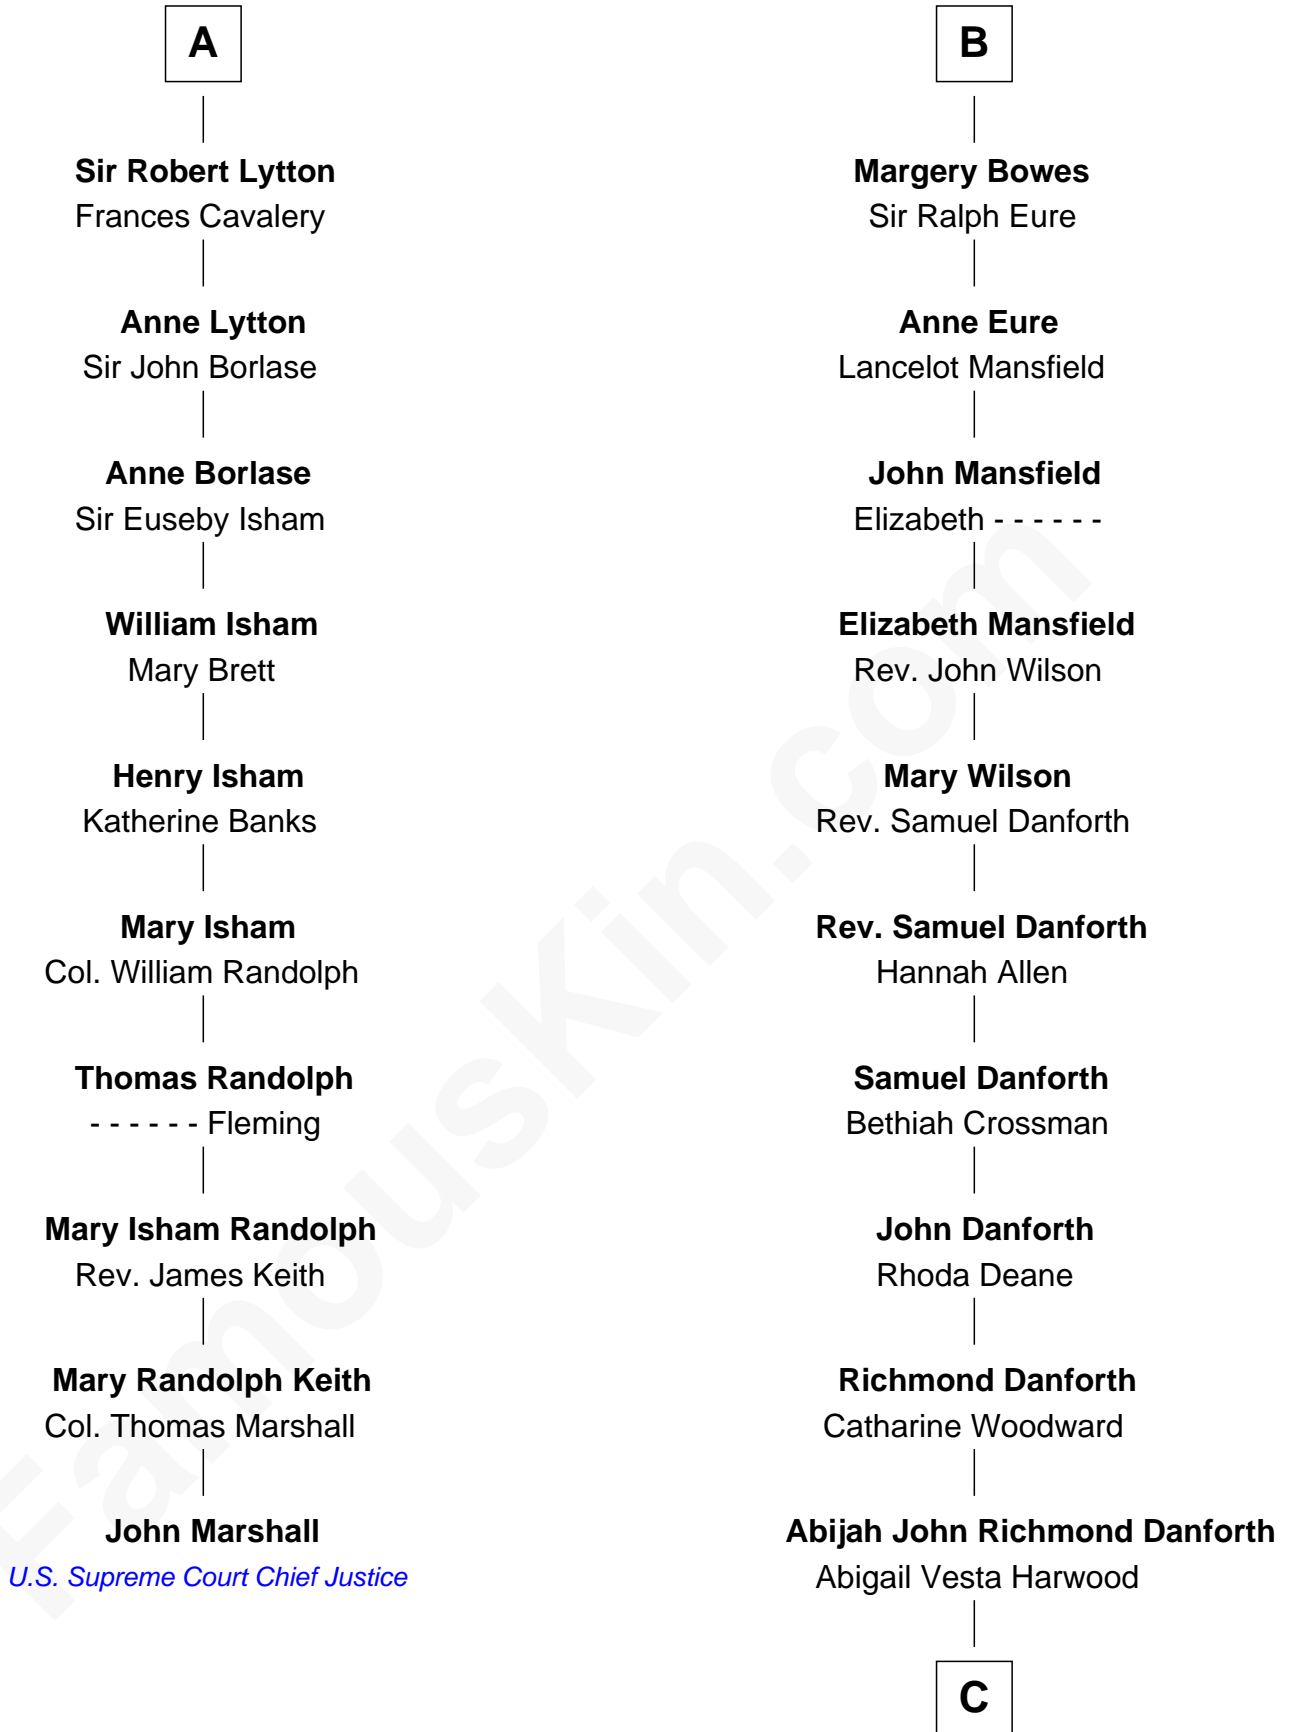 A
Sir Robert Lytton
Frances Cavalery
Anne Lytton
Sir John Borlase
Anne Borlase
Sir Euseby Isham
William Isham
Mary Brett
Henry Isham
Katherine Banks
Mary Isham
Col. William Randolph
Thomas Randolph
- - - - - - Fleming
Mary Isham Randolph
Rev. James Keith
Mary Randolph Keith
Col. Thomas Marshall
John Marshall
U.S. Supreme Court Chief Justice
B
Margery Bowes
Sir Ralph Eure
Anne Eure
Lancelot Mansfield
John Mansfield
Elizabeth - - - - - -
Elizabeth Mansfield
Rev. John Wilson
Mary Wilson
Rev. Samuel Danforth
Rev. Samuel Danforth
Hannah Allen
Samuel Danforth
Bethiah Crossman
John Danforth
Rhoda Deane
Richmond Danforth
Catharine Woodward
Abijah John Richmond Danforth
Abigail Vesta Harwood
C
FamousKin.com